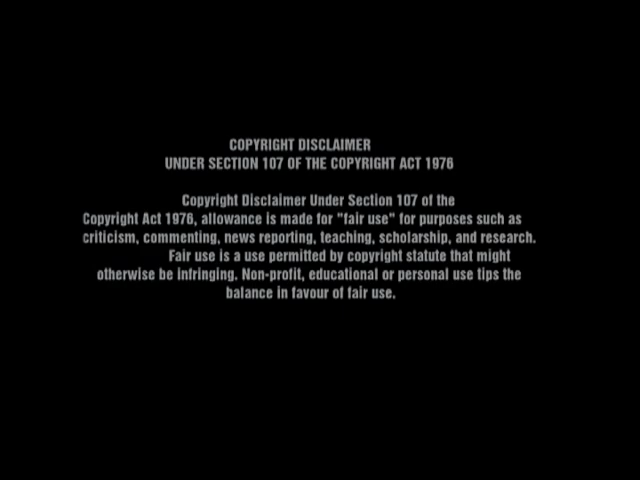 COPYRIGHT DISCLAIMER
UNDER SECTION 107 OF THE COPYRIGHT ACT 1976
Copyright Disclaimer Under Section 107 of the
Copyright Act 1976, allowance is made for "fair use" for purposes such as
criticism, commenting, news reporting, teaching, scholarship, and research.
Fair use is a use permitted by copyright statute that might
otherwise be infringing. Non-profit, educational or personal use tips the
balance in favour of fair use.